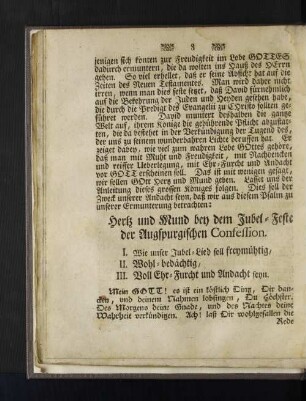 8
jenigen sich konten zur Freudigkeit im Lobe GOTTES
dadurch ermuntern, die da wolten ins Hauß des HErrn
gehen. So viel erhellet, daß er seine Absicht hat auf die
Zeiten des Neuen Testamentes. Man wird daher nicht
irren, wenn man dis feste setzet, daß David fürnehmlich
auf die Bekehrung der Juden und Heyden gesehen habe,
die durch die Predigt des Evangelii zu Christo solten ge-
führet werden. David muntert deshalben die gantze
Welt auf, ihrem Könige die gebührende Pflicht abzustat-
ten, die da bestehet in der Verkündigung der Tugend des,
der uns zu seinem wunderbahren Lichte beruffen hat. Er
zeiget dabey, wie viel zum wahren Lobe GOttes gehöre,
daß man mit Muht und Freudigkeit, mit Nachdencken
und reiffer Ueberlegung, mit Ehr-Furcht und Andacht
vor GOTT erscheinen soll. Das ist mit wenigen gesagt,
wir sollen GOtt Hertz und Mund geben. Lasset uns der
Anleitung dieses grossen Königes folgen. Dies soll der
Zweck unserer Andacht seyn, daß wir aus diesem Psalm zu
unserer Ermunterung betrachten:
Hertz und Mund bey dem Jubel-Feste
der Augspurgischen Confession.
I. Wie unser Jubel-Lied soll freymühtig,
II. Wohl-bedächtig,
III. Voll Ehr-Furcht und Andacht seyn.
Mein GOTT! es ist ein köstlich Ding, Dir dan-
cken, und deinem Nahmen lobsingen, Du Höchster.
Des Morgens deine Gnade, und des Nachtes deine
Wahrheit verkündigen. Ach! laß Dir wohlgefallen die
Rede